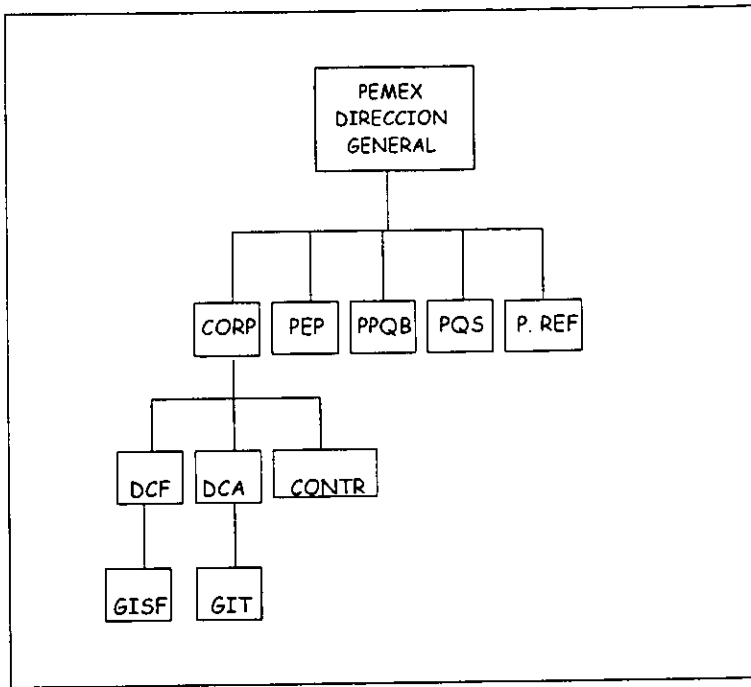 PEMEX
DIRECCION
GENERAL
CORP
PEP
PPQB
PQS
P. REF
DCF
DCA
CONTR
GISF
GIT